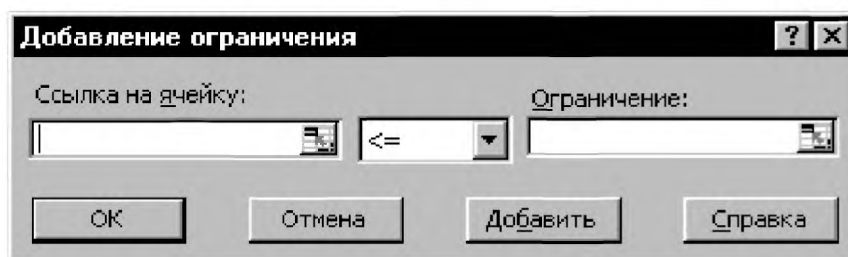 Добавление ограничения ? ×
Ссылка на ячейку: Ограничение:
<=
ОК Отмена Добавить Справка